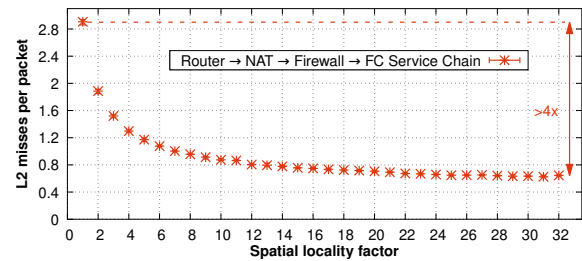 L2 misses per packet
2.8
2.4
2
1.6
1.2
0.8
0.4
0
Router → NAT → Firewall → FC Service Chain
>4x
0 2 4 6 8 10 12 14 16 18 20 22 24 26 28 30 32
Spatial locality factor